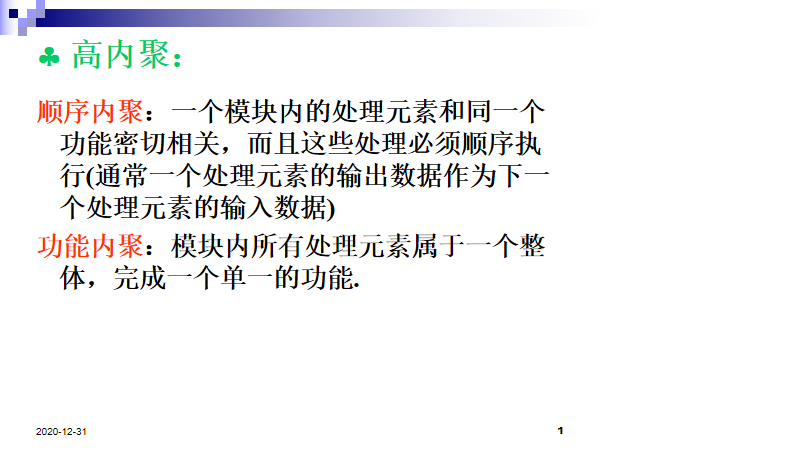 ♣ 高内聚：
顺序内聚：一个模块内的处理元素和同一个
功能密切相关，而且这些处理必须顺序执
行(通常一个处理元素的输出数据作为下一
个处理元素的输入数据)
功能内聚：模块内所有处理元素属于一个整
体，完成一个单一的功能.
2020-12-31
1